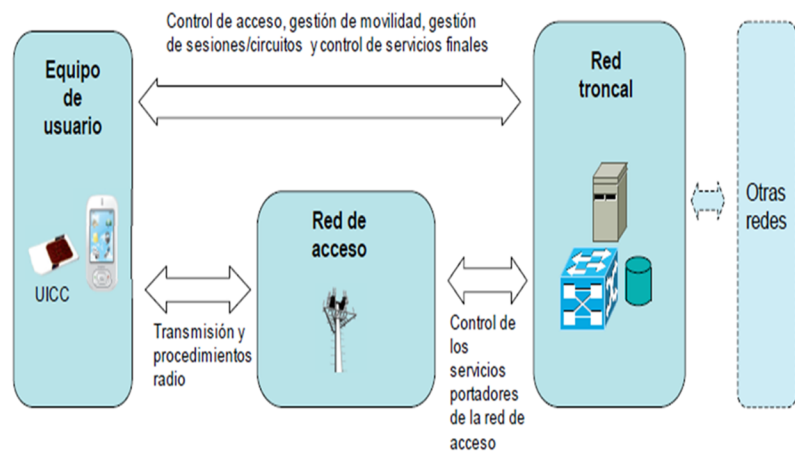 Control de acceso, gestión de movilidad, gestión
de sesiones/circuitos y control de servicios finales
Equipo
de
usuario
UICC
Red
troncal
Otras
redes
Red de
acceso
Transmisión y
procedimientos
radio
Control de
los
servicios
portadores
de la red de
acceso